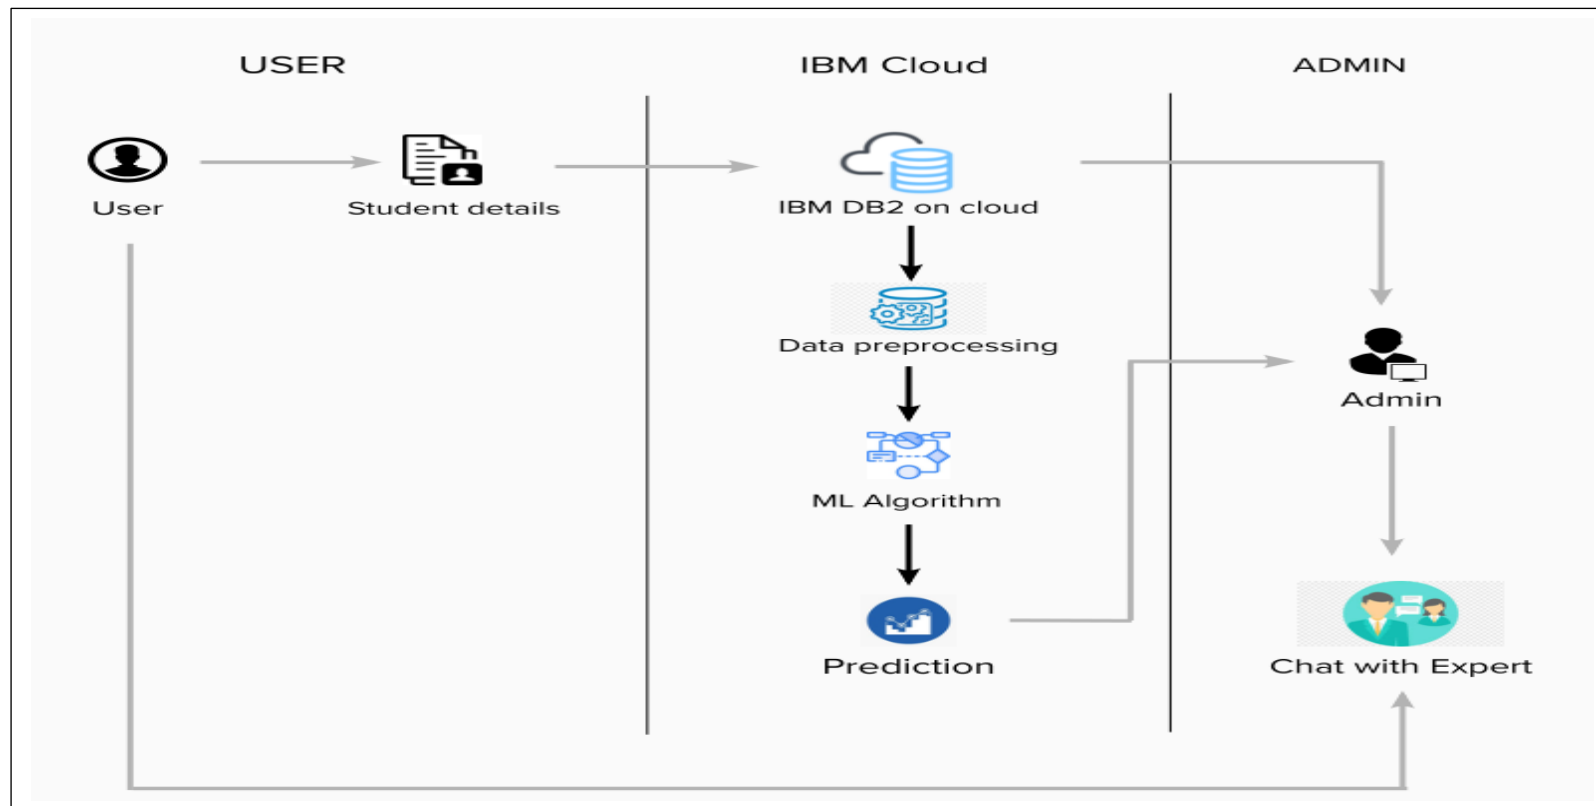 USER
IBM Cloud
ADMIN
User
Student details
IBM DB2 on cloud
Data preprocessing
Admin
ML Algorithm
Prediction
Chat with Expert